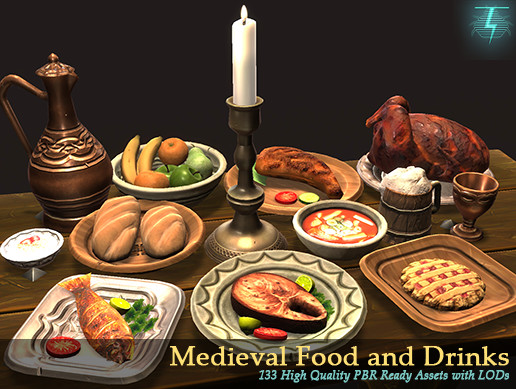 Medieval Food and Drinks
133 High Quality PBR Ready Assets with LODs